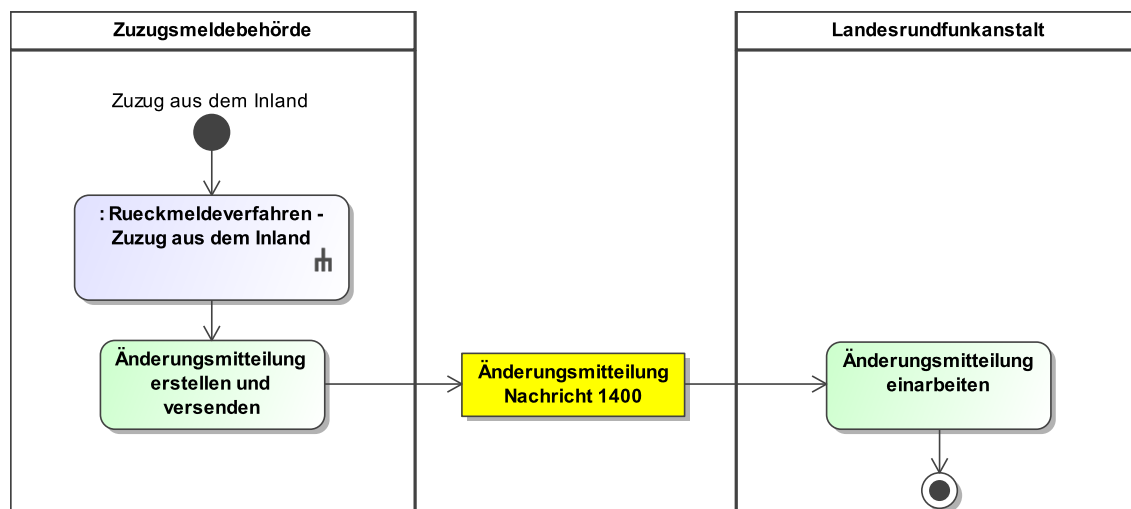 Zuzugsmeldebehörde
Landesrundfunkanstalt
Zuzug aus dem Inland
: Rueckmeldeverfahren -
Zuzug aus dem Inland
Änderungsmitteilung
erstellen und
versenden
Änderungsmitteilung
Nachricht 1400
Änderungsmitteilung
einarbeiten